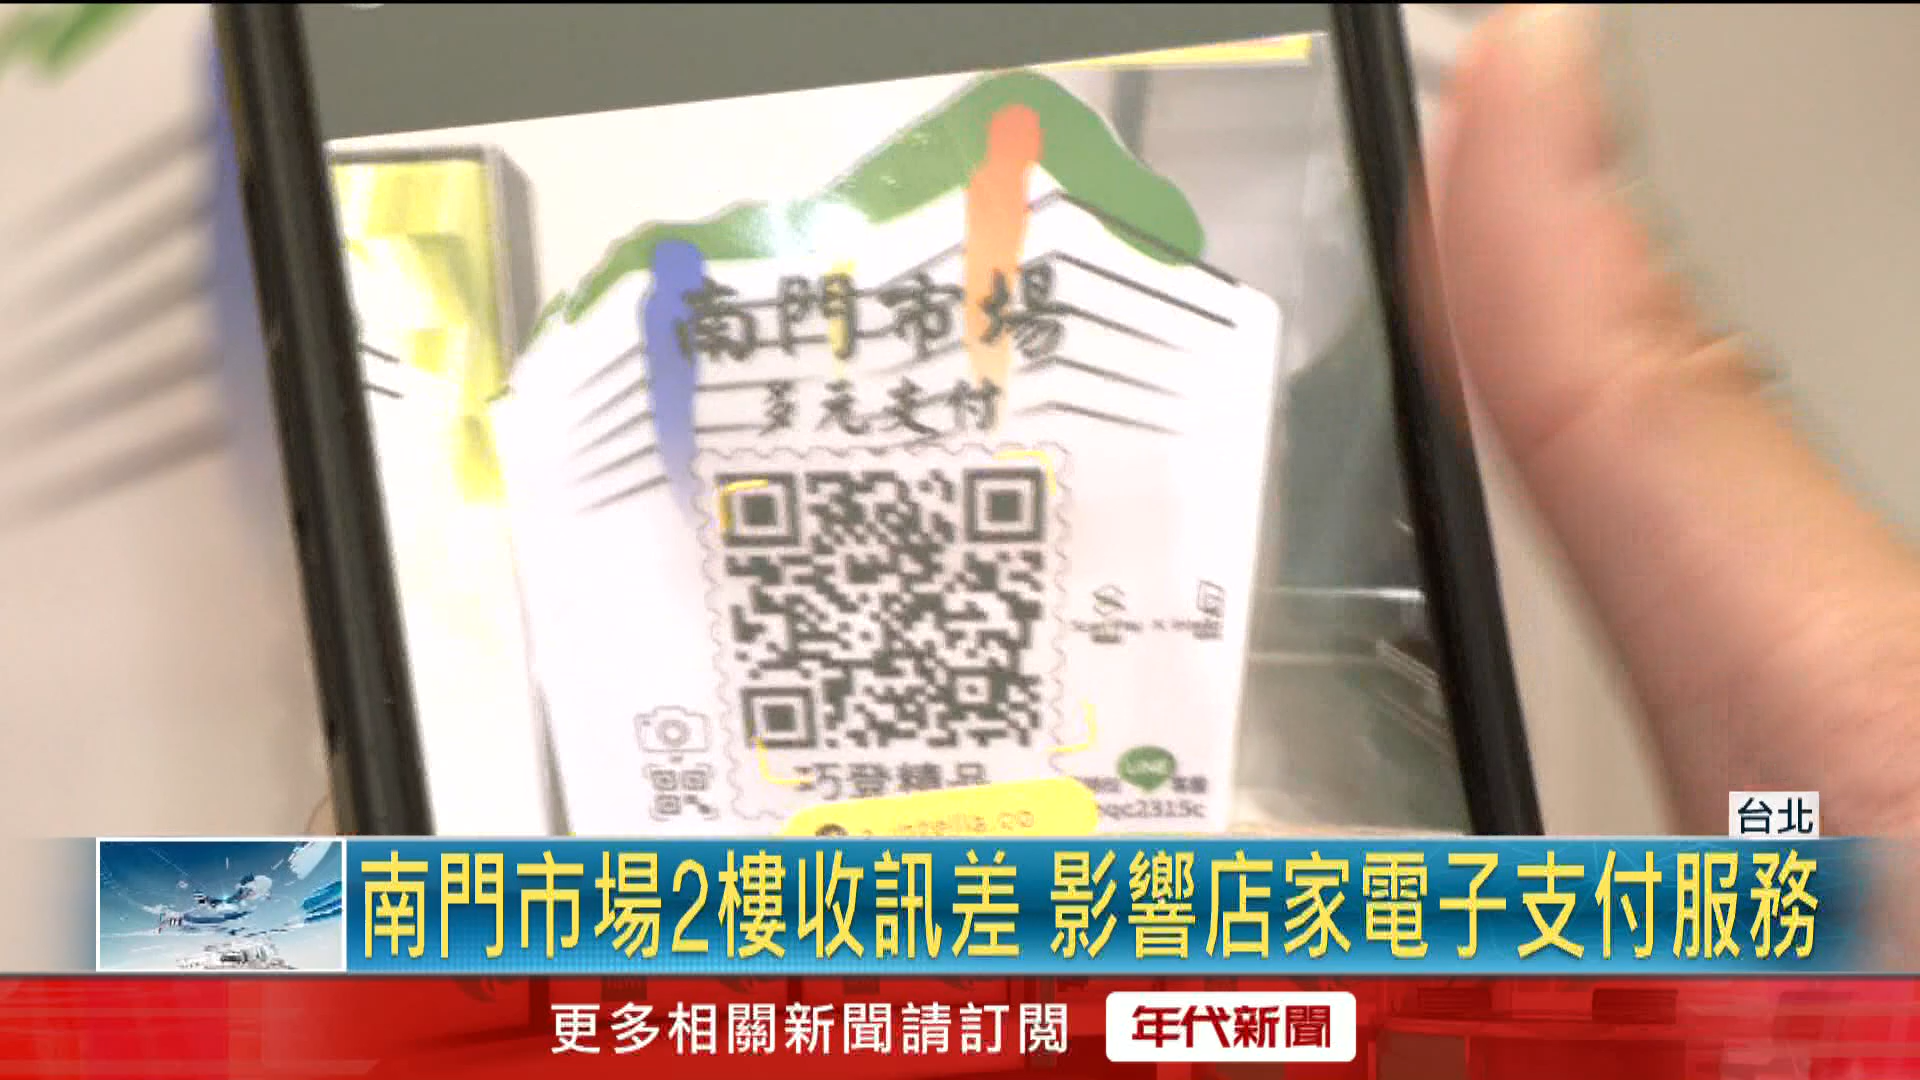 南門市場
多元支付
巧登精品
LINE
qc2315c
台北
南門市場2樓收訊差 影響店家電子支付服務
更多相關新聞請訂閱 年代新聞